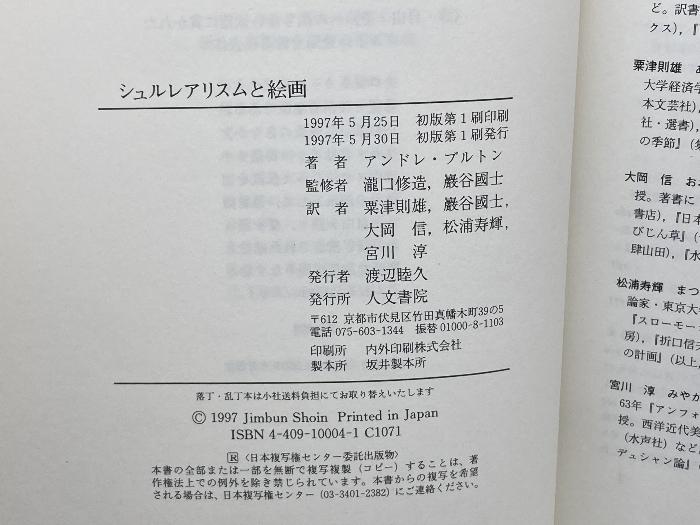 シュルレアリスムと絵画
1997年5月25日 初版第1刷印刷
1997年5月30日 初版第1刷発行
著者 アンドレ・ブルトン
監修者 瀧口修造，巖谷國士
訳者 粟津則雄，巖谷國士，
大岡 信，松浦寿輝，
宮川 淳
発行者 渡辺睦久
発行所 人文書院
〒612 京都市伏見区竹田真幡木町39の5
電話 075-603-1344 振替 01000-8-1103
印刷所 内外印刷株式会社
製本所 坂井製本所
落丁・乱丁本は小社送料負担にてお取り替えいたします
© 1997 Jimbun Shoin Printed in Japan
ISBN 4-409-10004-1 C1071
R〈日本複写権センター委託出版物〉
本書の全部または一部を無断で複写複製（コピー）することは、著
作権法上での例外を除き禁じられています。本書からの複写を希望
される場合は、日本複写権センター（03-3401-2382）にご連絡ください。
ど。訳書
クス），『
粟津則雄 あ
大学経済学
本文芸社），
社・選書），
の季節』（集
大岡 信 お
授。著書に
書店），『日本
びじん草』（
肆山田），『水
松浦寿輝 まつ
論家・東京大
『スローモー
房），『折口信夫
の計画』（以上，
宮川 淳 みやか
63年『アンフォ
授。西洋近代美
（水声社）など
デュシャン論』